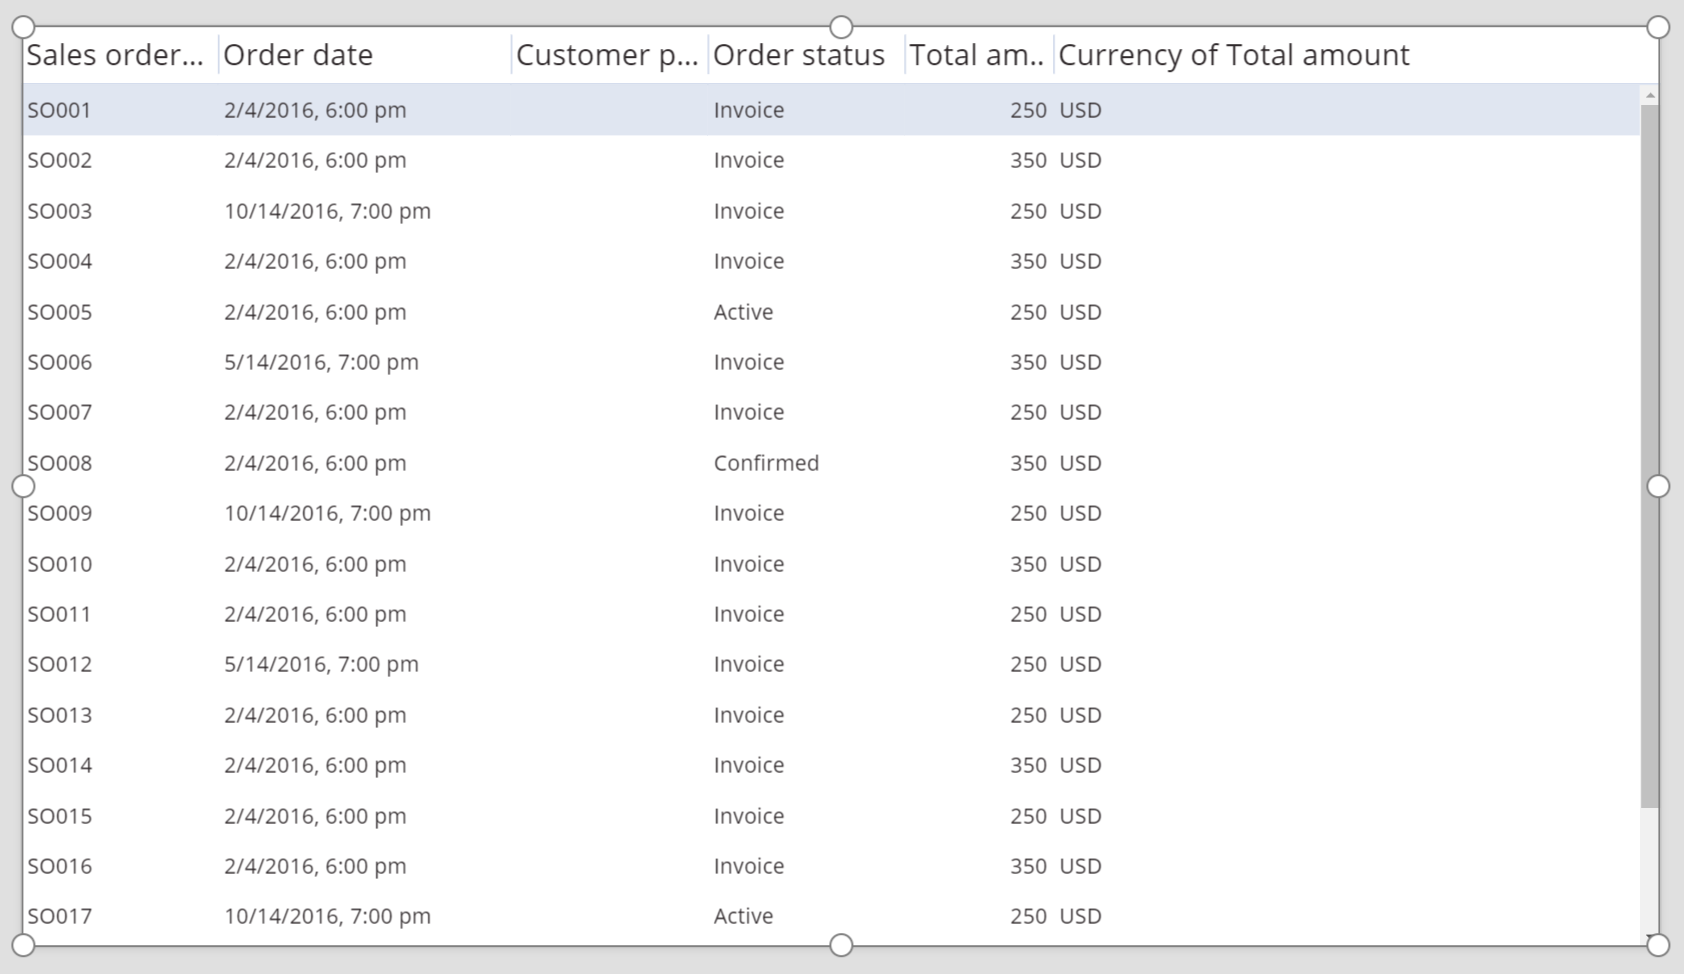 Sales order... Order date Customer p... Order status Total am.. Currency of Total amount
SO001 2/4/2016, 6:00 pm Invoice 250 USD
SO002 2/4/2016, 6:00 pm Invoice 350 USD
SO003 10/14/2016, 7:00 pm Invoice 250 USD
SO004 2/4/2016, 6:00 pm Invoice 350 USD
SO005 2/4/2016, 6:00 pm Active 250 USD
SO006 5/14/2016, 7:00 pm Invoice 350 USD
SO007 2/4/2016, 6:00 pm Invoice 250 USD
SO008 2/4/2016, 6:00 pm Confirmed 350 USD
SO009 10/14/2016, 7:00 pm Invoice 250 USD
SO010 2/4/2016, 6:00 pm Invoice 350 USD
SO011 2/4/2016, 6:00 pm Invoice 250 USD
SO012 5/14/2016, 7:00 pm Invoice 250 USD
SO013 2/4/2016, 6:00 pm Invoice 250 USD
SO014 2/4/2016, 6:00 pm Invoice 350 USD
SO015 2/4/2016, 6:00 pm Invoice 250 USD
SO016 2/4/2016, 6:00 pm Invoice 350 USD
SO017 10/14/2016, 7:00 pm Active 250 USD